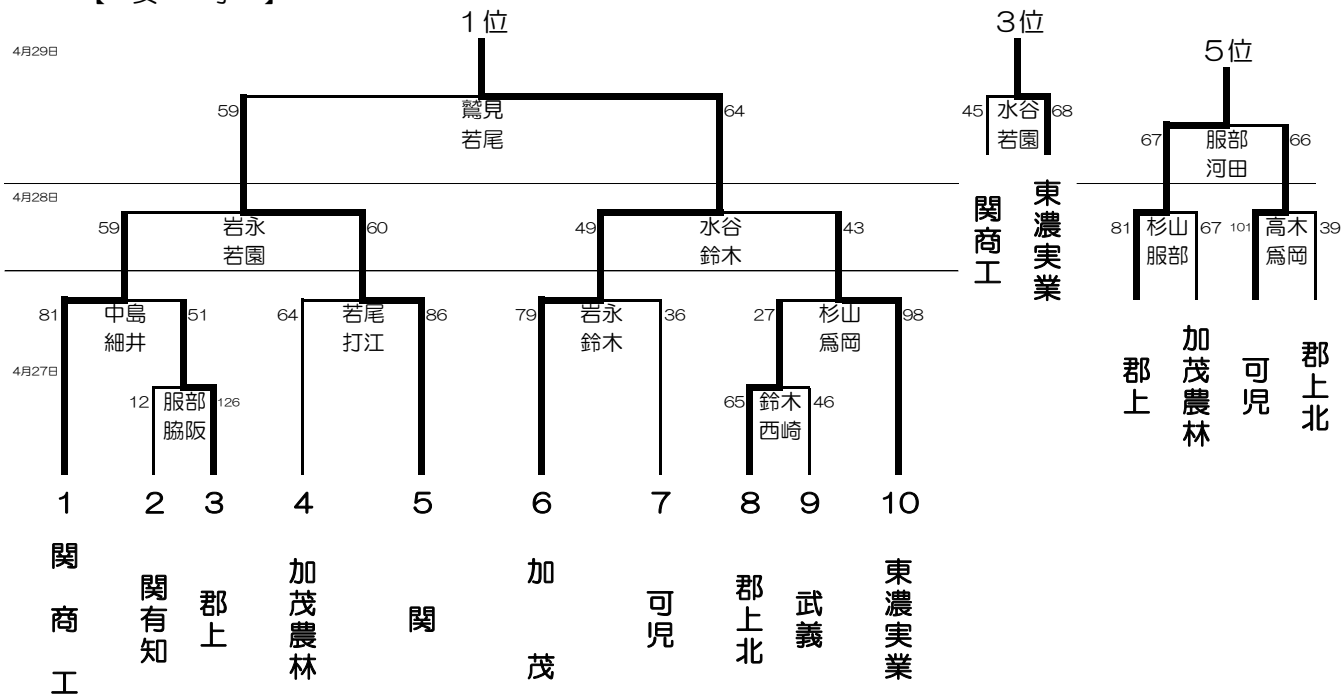 1位
3位
4月29日
5位
59
鷲見
若尾
64
45
水谷
若園
68
67
服部
河田
66
4月28日
59
岩永
若園
60
49
水谷
鈴木
43
関商工
東濃実業
81
杉山
服部
67
101
高木
爲岡
39
81
中島
細井
51
64
若尾
打江
86
79
岩永
鈴木
36
27
杉山
爲岡
98
郡上
加茂農林
可児
郡上北
4月27日
12
服部
脇阪
126
65
鈴木
西崎
46
1
2
3
4
5
6
7
8
9
10
関商工
関有知
郡上
加茂農林
関
加茂
可児
郡上北
武義
東濃実業